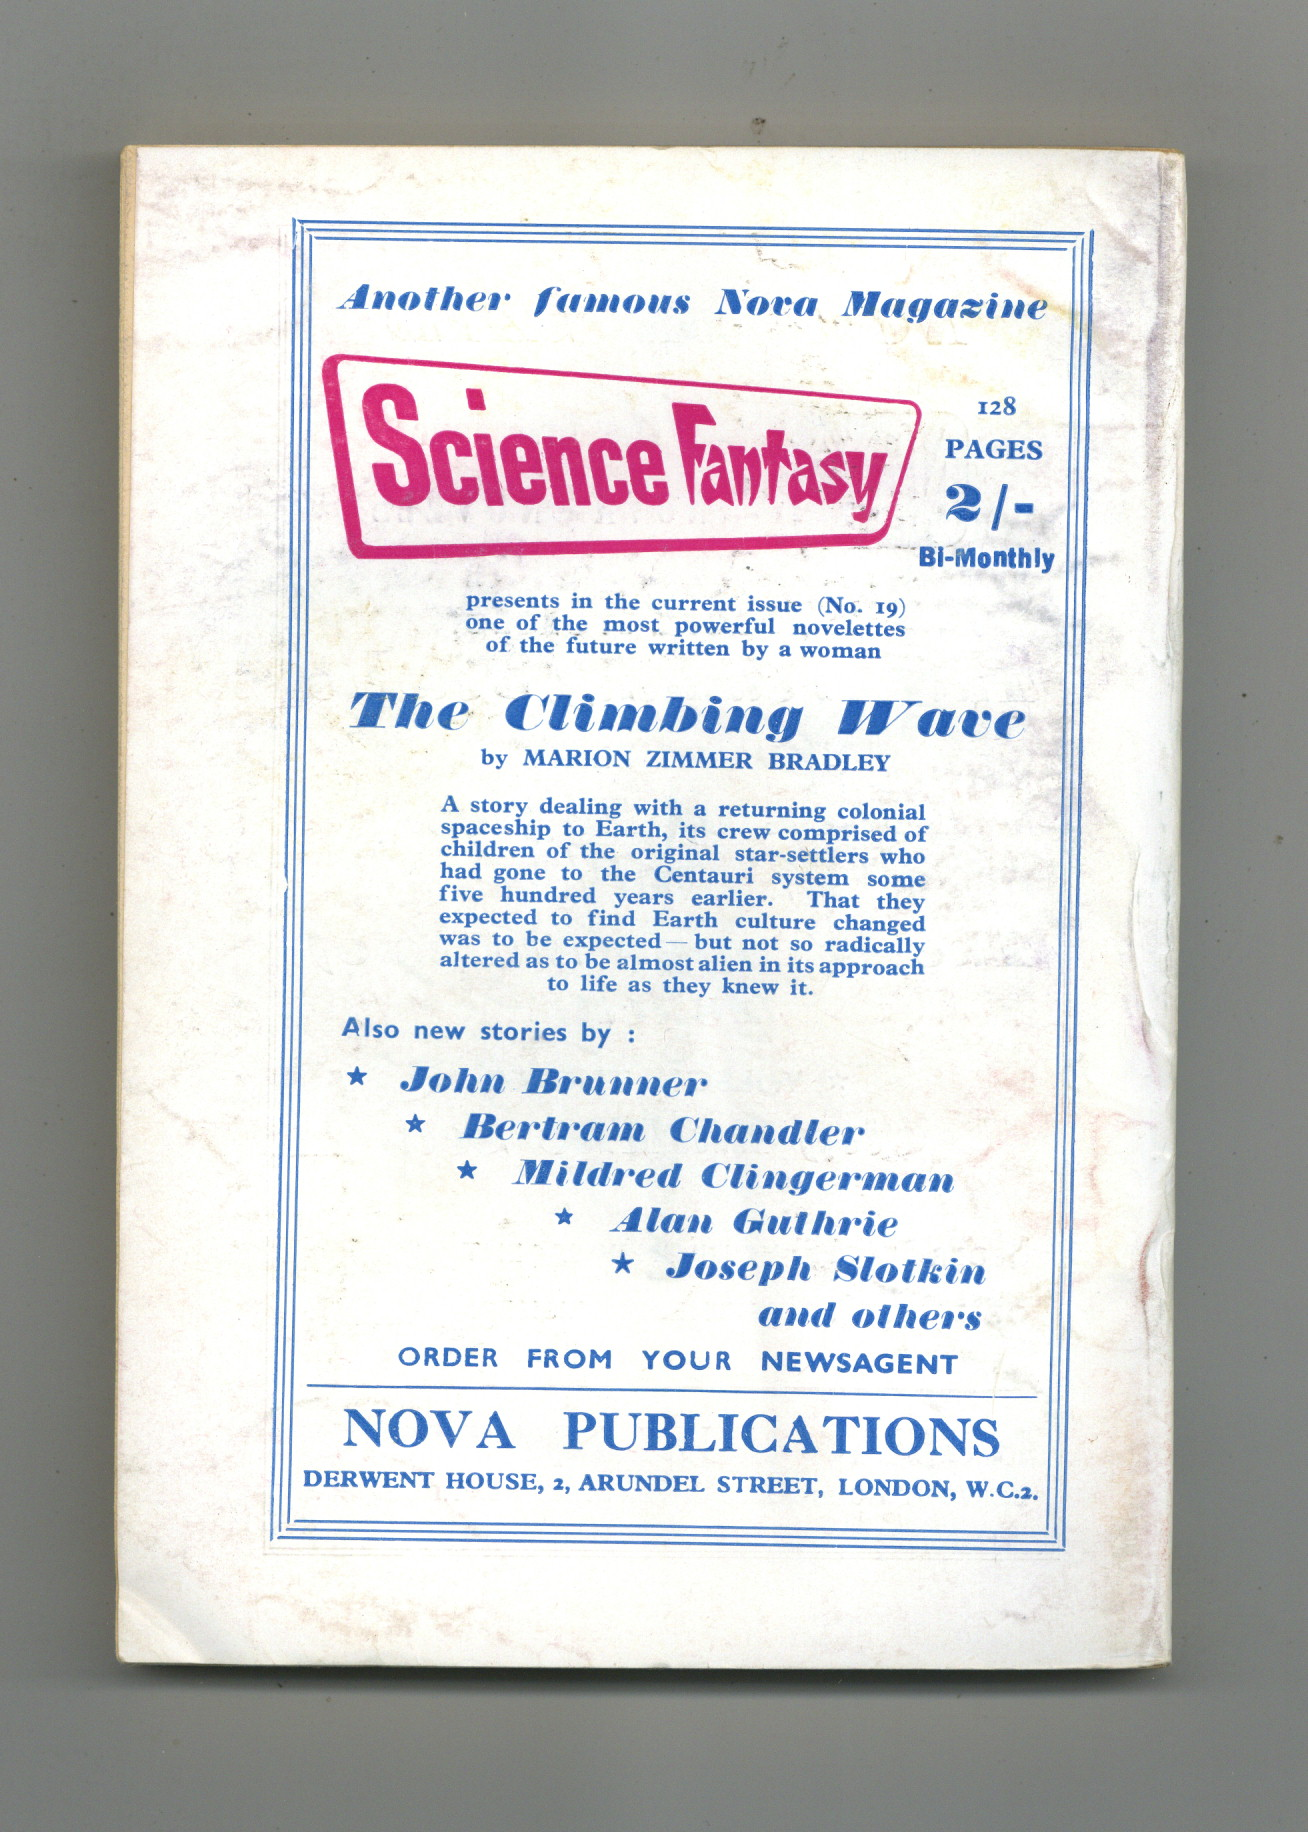 Another famous Nova Magazine
Science Fantasy
128
PAGES
2/-
Bi-Monthly
presents in the current issue (No. 19)
one of the most powerful novelettes
of the future written by a woman
The Climbing Wave
by MARION ZIMMER BRADLEY
A story dealing with a returning colonial
spaceship to Earth, its crew comprised of
children of the original star-settlers who
had gone to the Centauri system some
five hundred years earlier. That they
expected to find Earth culture changed
was to be expected — but not so radically
altered as to be almost alien in its approach
to life as they knew it.
Also new stories by :
★ John Brunner
★ Bertram Chandler
★ Mildred Clingerman
★ Alan Guthrie
★ Joseph Slotkin
and others
ORDER FROM YOUR NEWSAGENT
NOVA PUBLICATIONS
DERWENT HOUSE, 2, ARUNDEL STREET, LONDON, W.C.2.